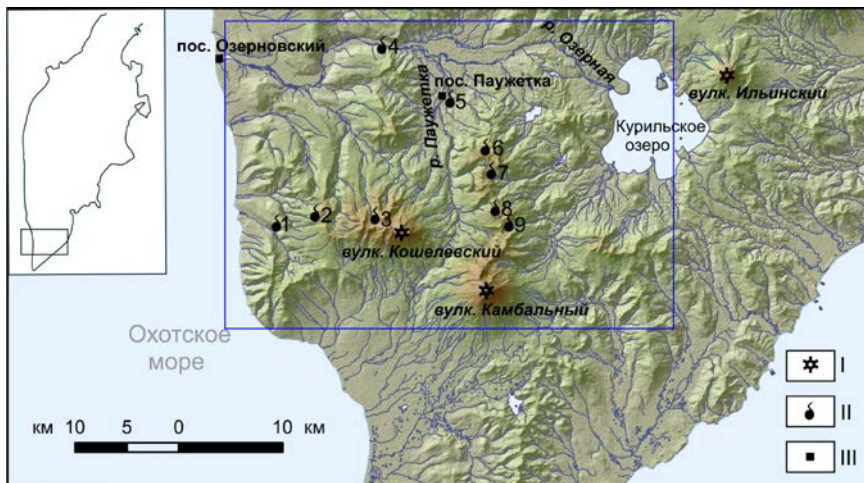 пос. Озерновский
4
р. Озерная
пос. Паужетка
5
р. Паужетка
вулк. Ильинский
Курильское
озеро
6
7
8
9
1
2
3
вулк. Кошелевский
вулк. Камбальный
Охотское
море
км 10 5 0 10 км
I
II
III